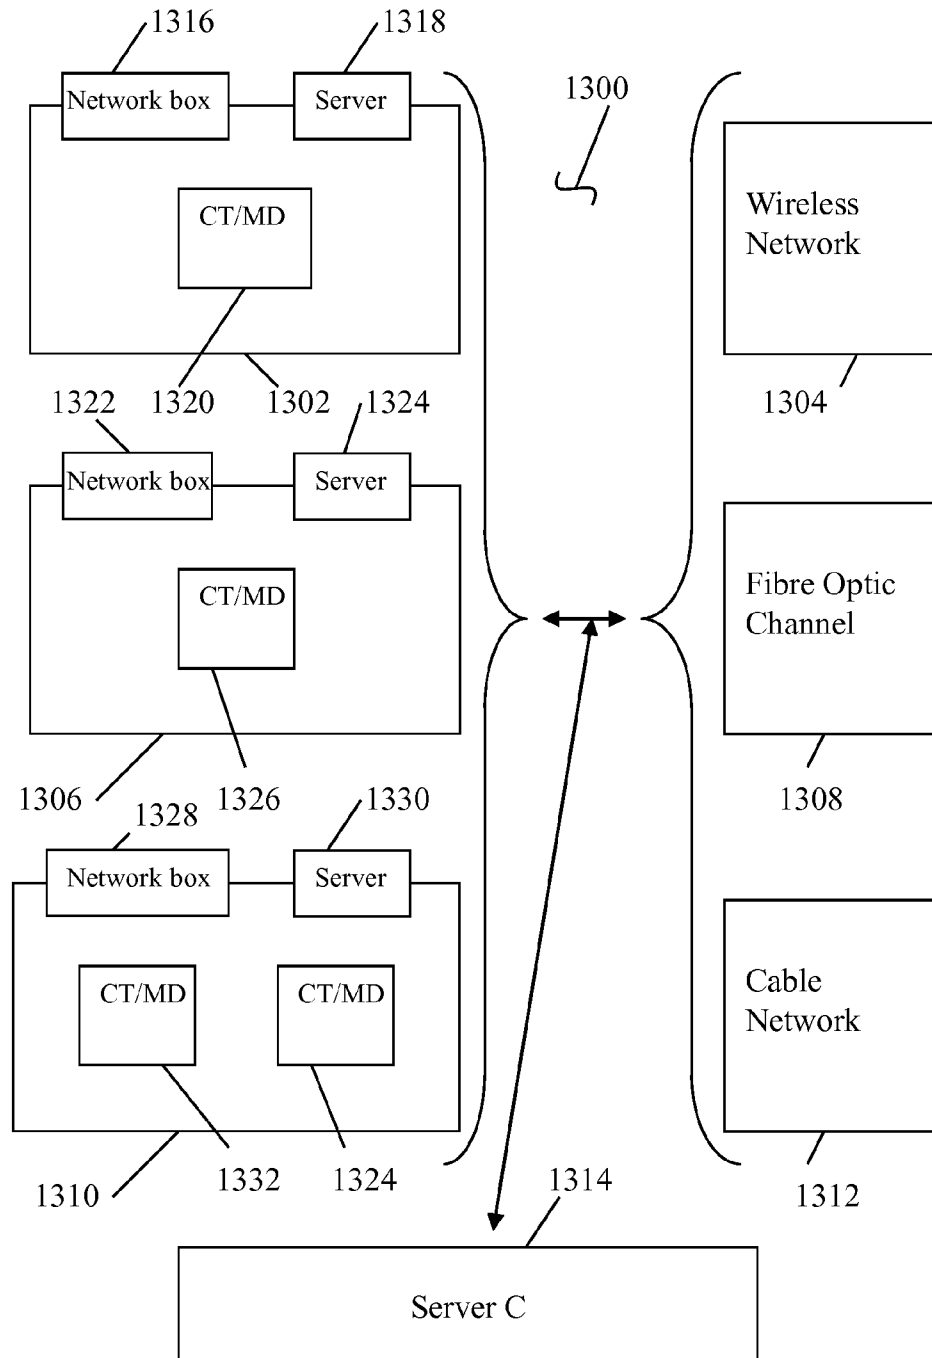 1316
1318
1300
Network box
Server
CT/MD
Wireless
Network
1322
1320
1302
1324
1304
Network box
Server
CT/MD
Fibre Optic
Channel
1306
1326
1328
1330
1308
Network box
Server
CT/MD
CT/MD
Cable
Network
1310
1332
1324
1314
1312
Server C